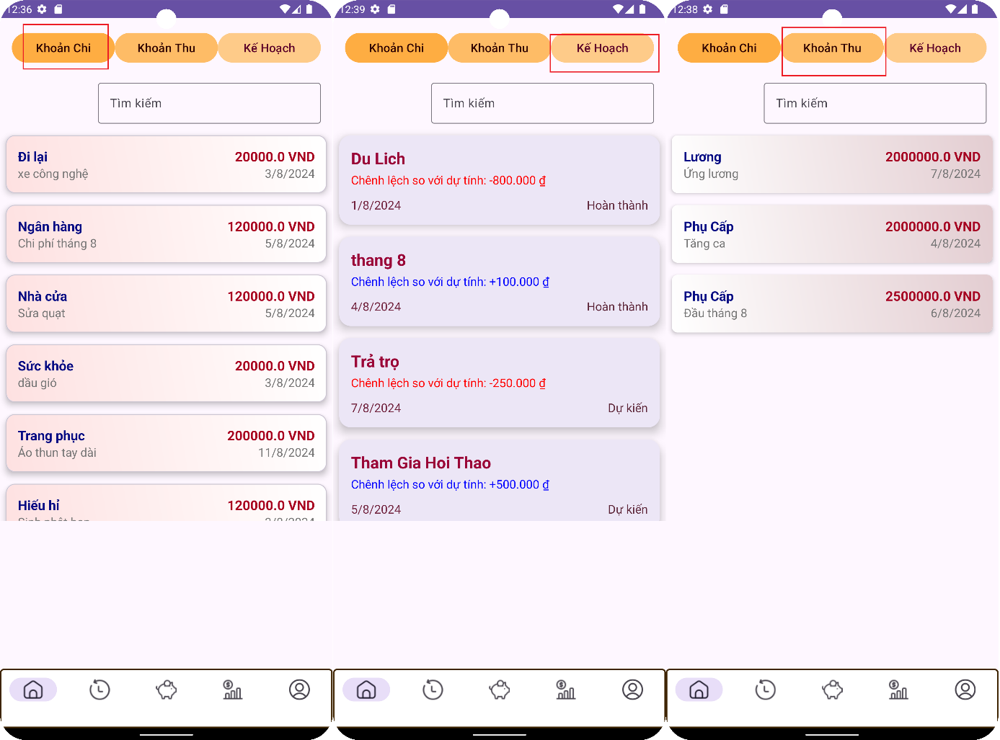 12:36
Khoản Chi
Khoản Thu
Kế Hoạch
Tìm kiếm
Đi lại
20000.0 VND
xe công nghệ
3/8/2024
Ngân hàng
120000.0 VND
Chi phí tháng 8
5/8/2024
Nhà cửa
120000.0 VND
Sửa quạt
5/8/2024
Sức khỏe
20000.0 VND
dầu gió
3/8/2024
Trang phục
200000.0 VND
Áo thun tay dài
11/8/2024
Hiếu hỉ
120000.0 VND
12:39
Khoản Chi
Khoản Thu
Kế Hoạch
Tìm kiếm
Du Lich
Chênh lệch so với dự tính: -800.000 ₫
1/8/2024
Hoàn thành
thang 8
Chênh lệch so với dự tính: +100.000 ₫
4/8/2024
Hoàn thành
Trả trọ
Chênh lệch so với dự tính: -250.000 ₫
7/8/2024
Dự kiến
Tham Gia Hoi Thao
Chênh lệch so với dự tính: +500.000 ₫
5/8/2024
Dự kiến
12:38
Khoản Chi
Khoản Thu
Kế Hoạch
Tìm kiếm
Lương
2000000.0 VND
Ứng lương
7/8/2024
Phụ Cấp
2000000.0 VND
Tăng ca
4/8/2024
Phụ Cấp
2500000.0 VND
Đầu tháng 8
6/8/2024